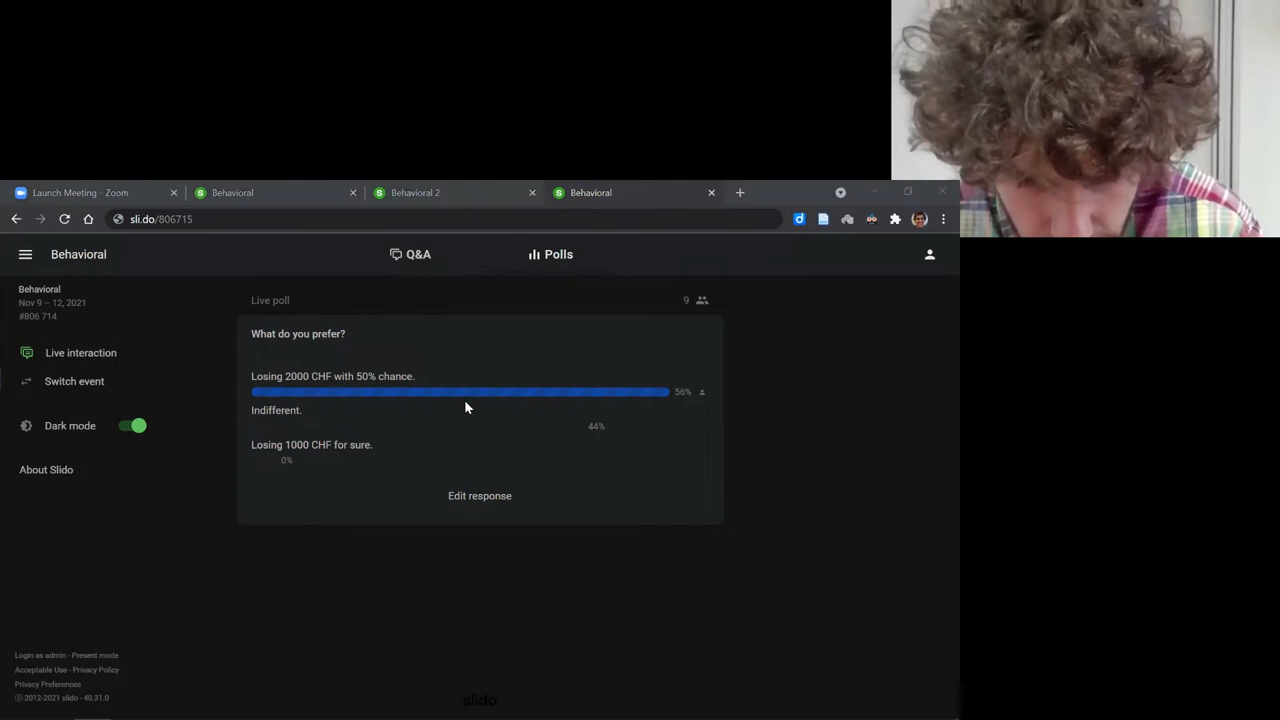 Launch Meeting - Zoom
Behavioral
Behavioral 2
Behavioral
sli.do/806715
Behavioral
Q&A
Polls
Behavioral
Nov 9 – 12, 2021
#806 714
Live interaction
Switch event
Dark mode
About Slido
Live poll
9
What do you prefer?
Losing 2000 CHF with 50% chance.
56%
Indifferent.
44%
Losing 1000 CHF for sure.
0%
Edit response
Login as admin - Present mode
Acceptable Use - Privacy Policy
Privacy Preferences
© 2012-2021 slido - 40.31.0
slido